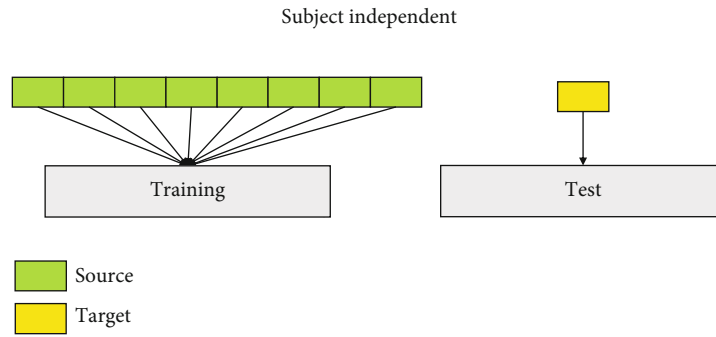 Subject independent
Training
Test
Source
Target